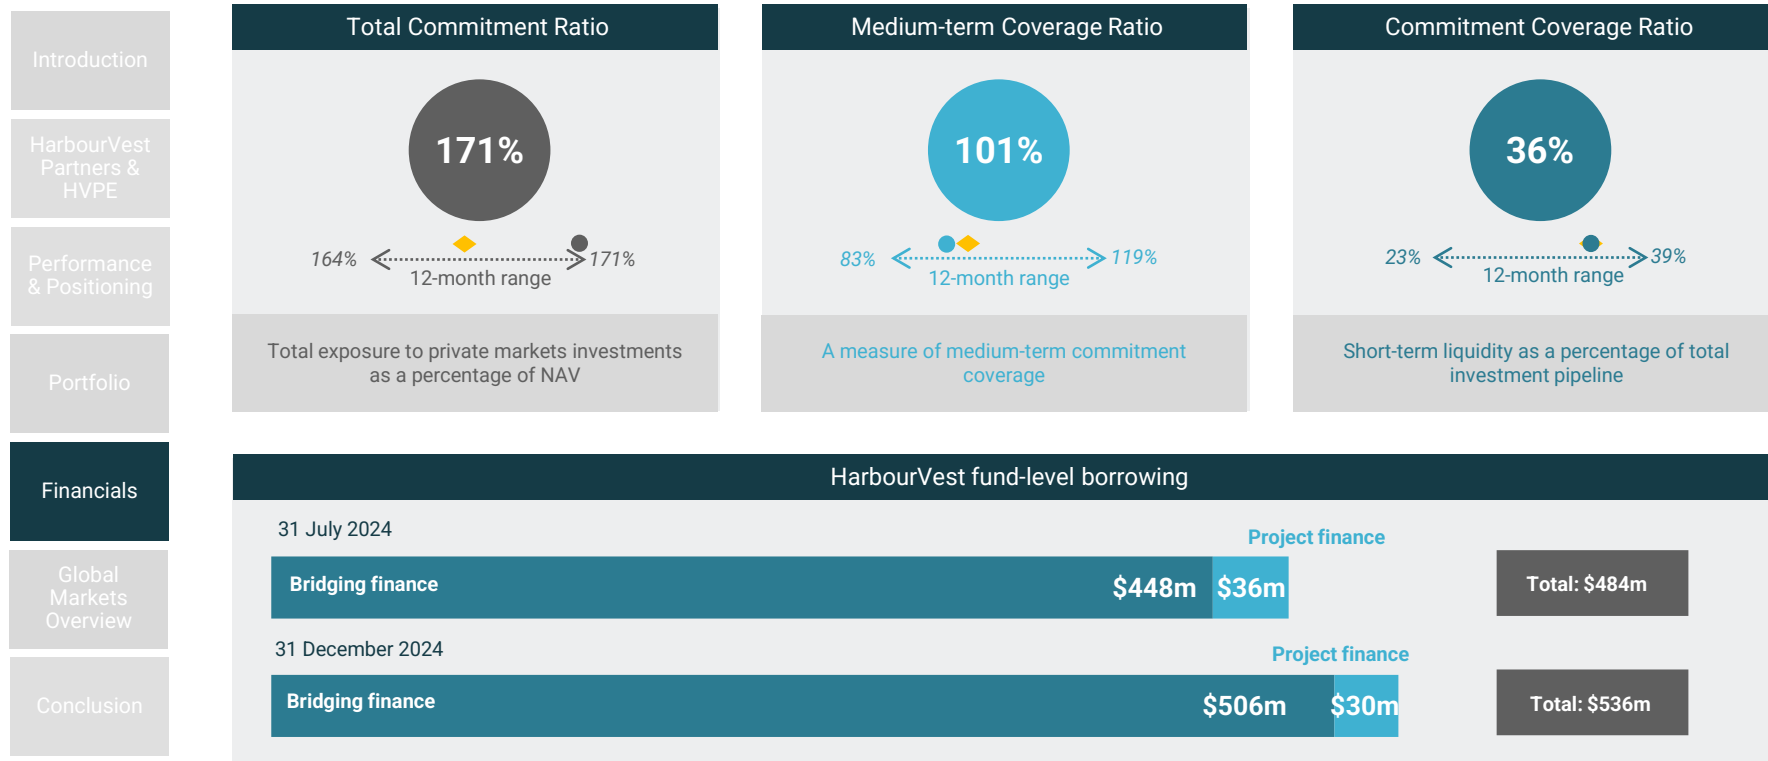 Introduction
HarbourVest
Partners &
HVPE
Performance
& Positioning
Portfolio
Financials
Global
Markets
Overview
Conclusion
Total Commitment Ratio
171%
164%
171%
12-month range
Total exposure to private markets investments
as a percentage of NAV
Medium-term Coverage Ratio
101%
83%
119%
12-month range
A measure of medium-term commitment
coverage
Commitment Coverage Ratio
36%
23%
39%
12-month range
Short-term liquidity as a percentage of total
investment pipeline
HarbourVest fund-level borrowing
31 July 2024
Project finance
Bridging finance
$448m
$36m
Total: $484m
31 December 2024
Project finance
Bridging finance
$506m
$30m
Total: $536m